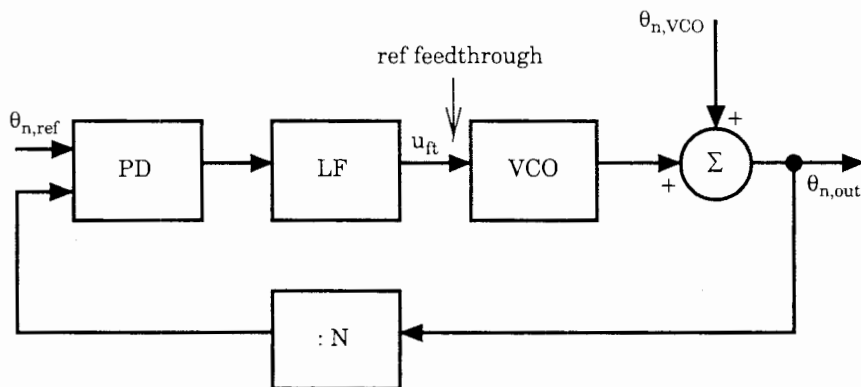 θn,VCO
ref feedthrough
θn,ref
PD
LF
uft
VCO
+
+
Σ
θn,out
: N